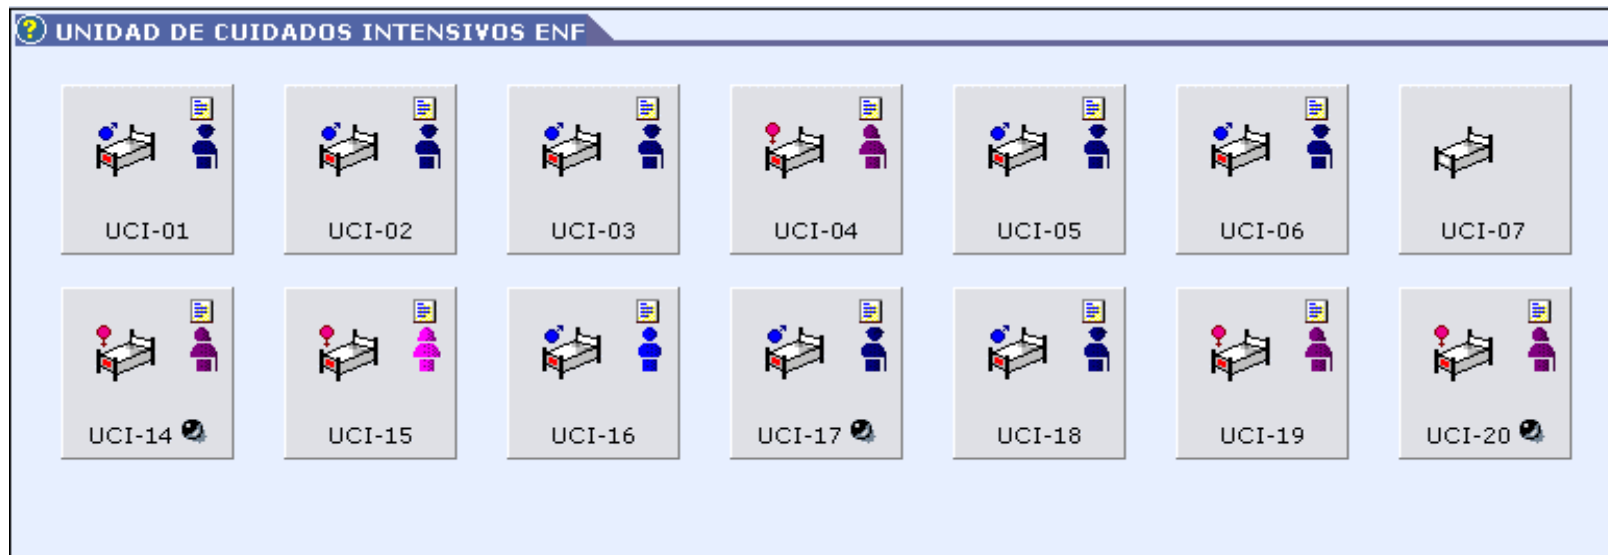 ? UNIDAD DE CUIDADOS INTENSIVOS ENF
UCI-01 UCI-02 UCI-03 UCI-04 UCI-05 UCI-06 UCI-07
UCI-14 UCI-15 UCI-16 UCI-17 UCI-18 UCI-19 UCI-20